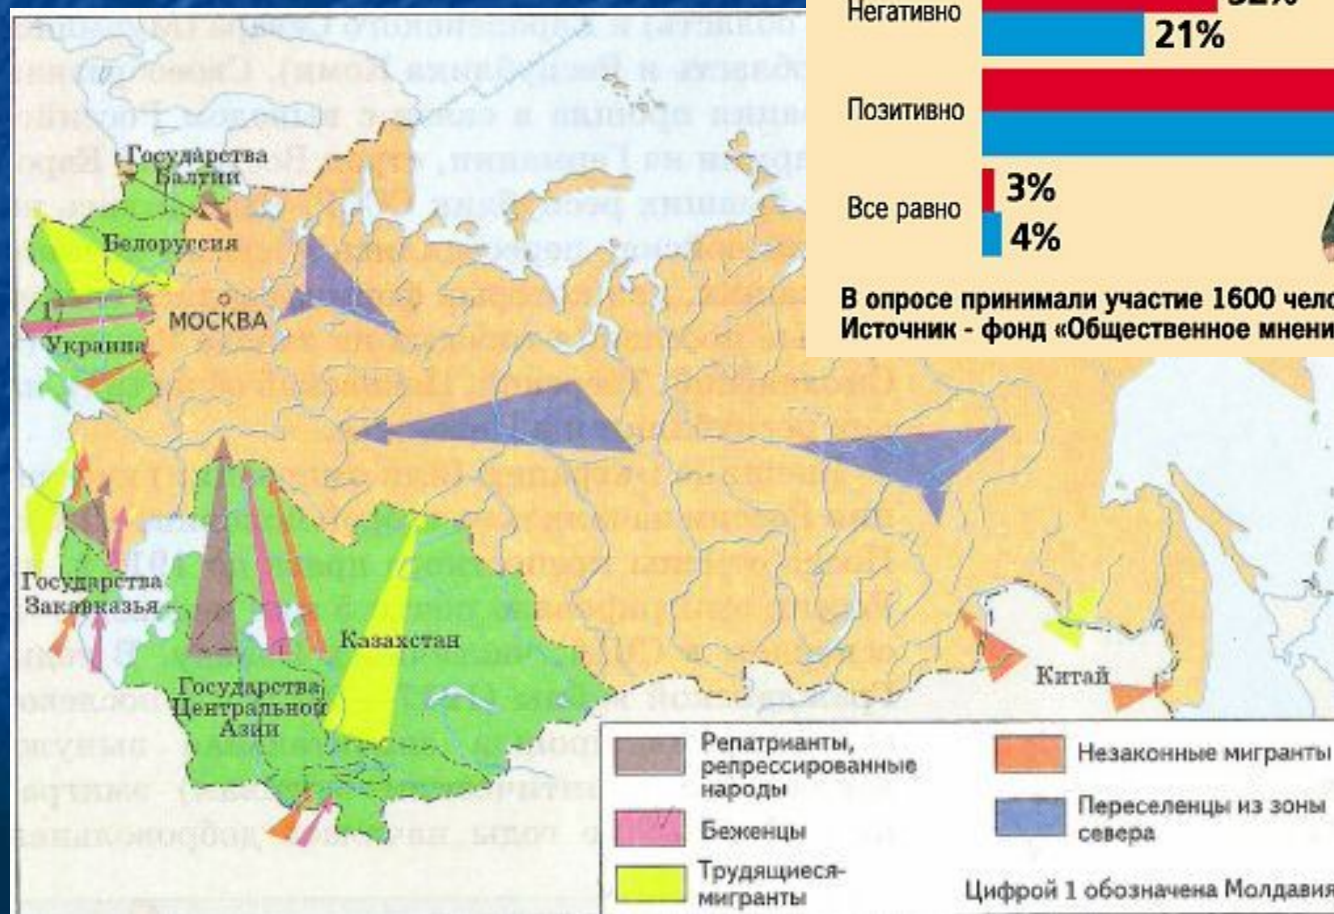 Негативно
32%
21%
Позитивно
Все равно
3%
4%
В опросе принимали участие 1600
Источник - фонд «Общественное
Государства
Балтии
Белоруссия
МОСКВА
1
Украина
Государства
Закавказья
Казахстан
Государства
Центральной
Азии
Китай
Репатрианты,
репрессированные
народы
Беженцы
Трудящиеся-
мигранты
Незаконные мигранты
Переселенцы из зоны
севера
Цифрой 1 обозначена Молдавия